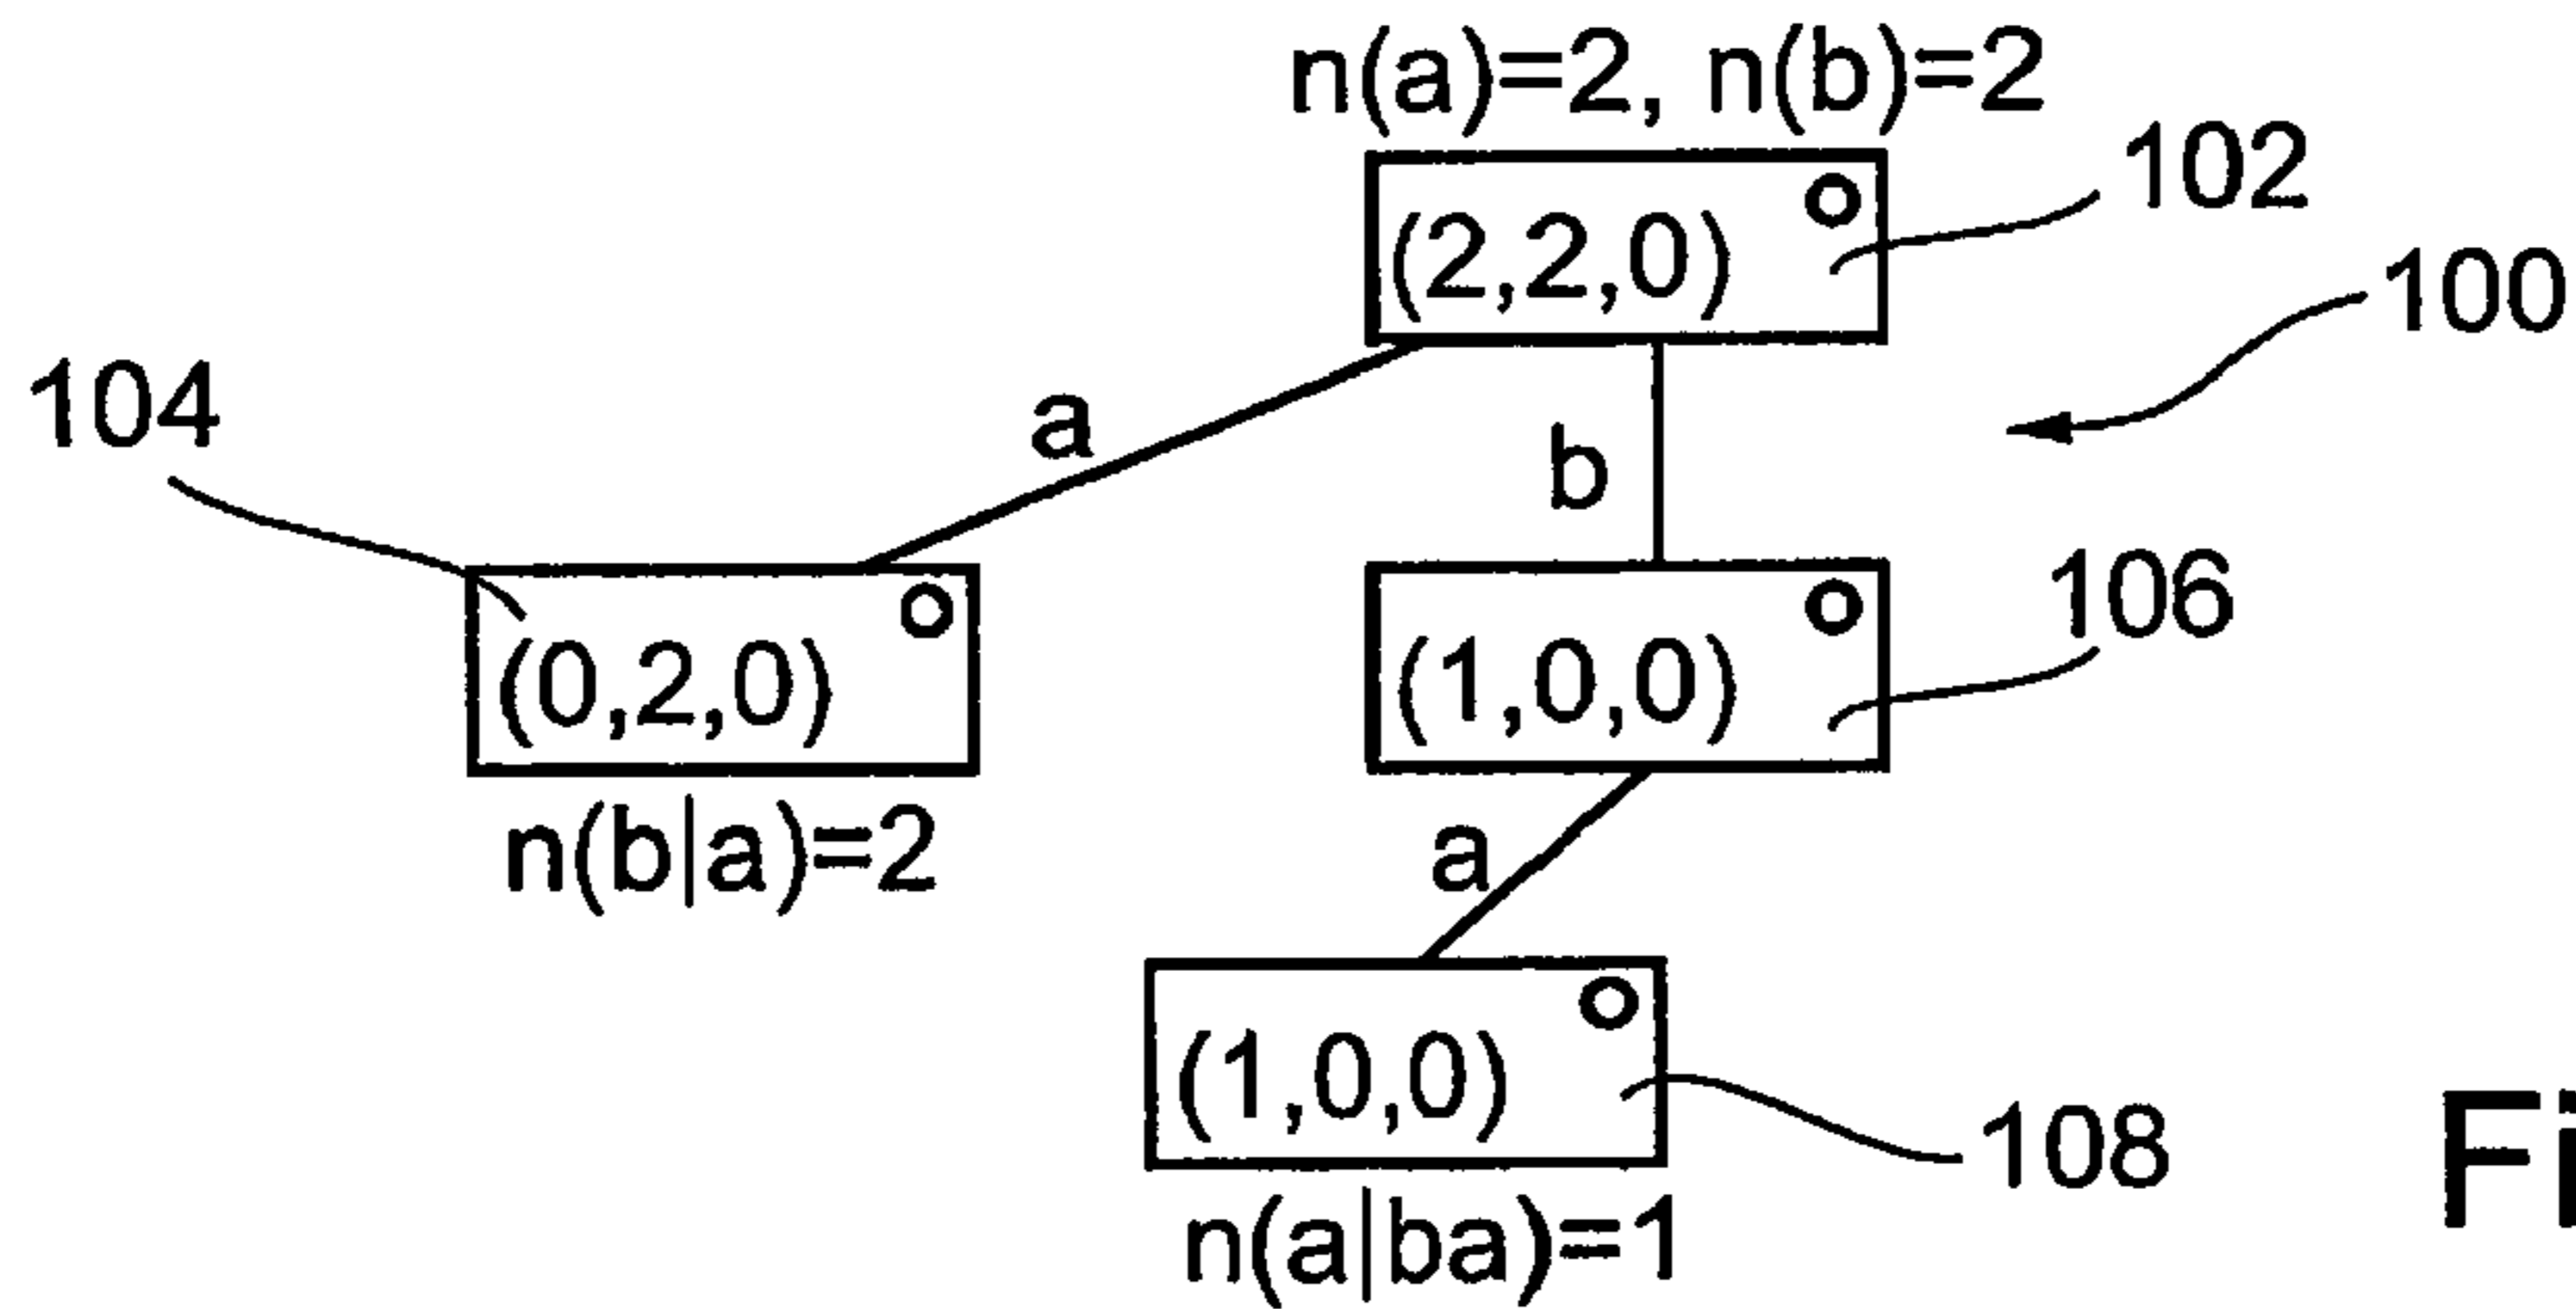 n(a)=2, n(b)=2
102
(2,2,0)
100
104
a
b
106
(0,2,0)
(1,0,0)
n(b|a)=2
a
(1,0,0)
108
n(a|ba)=1
Fi